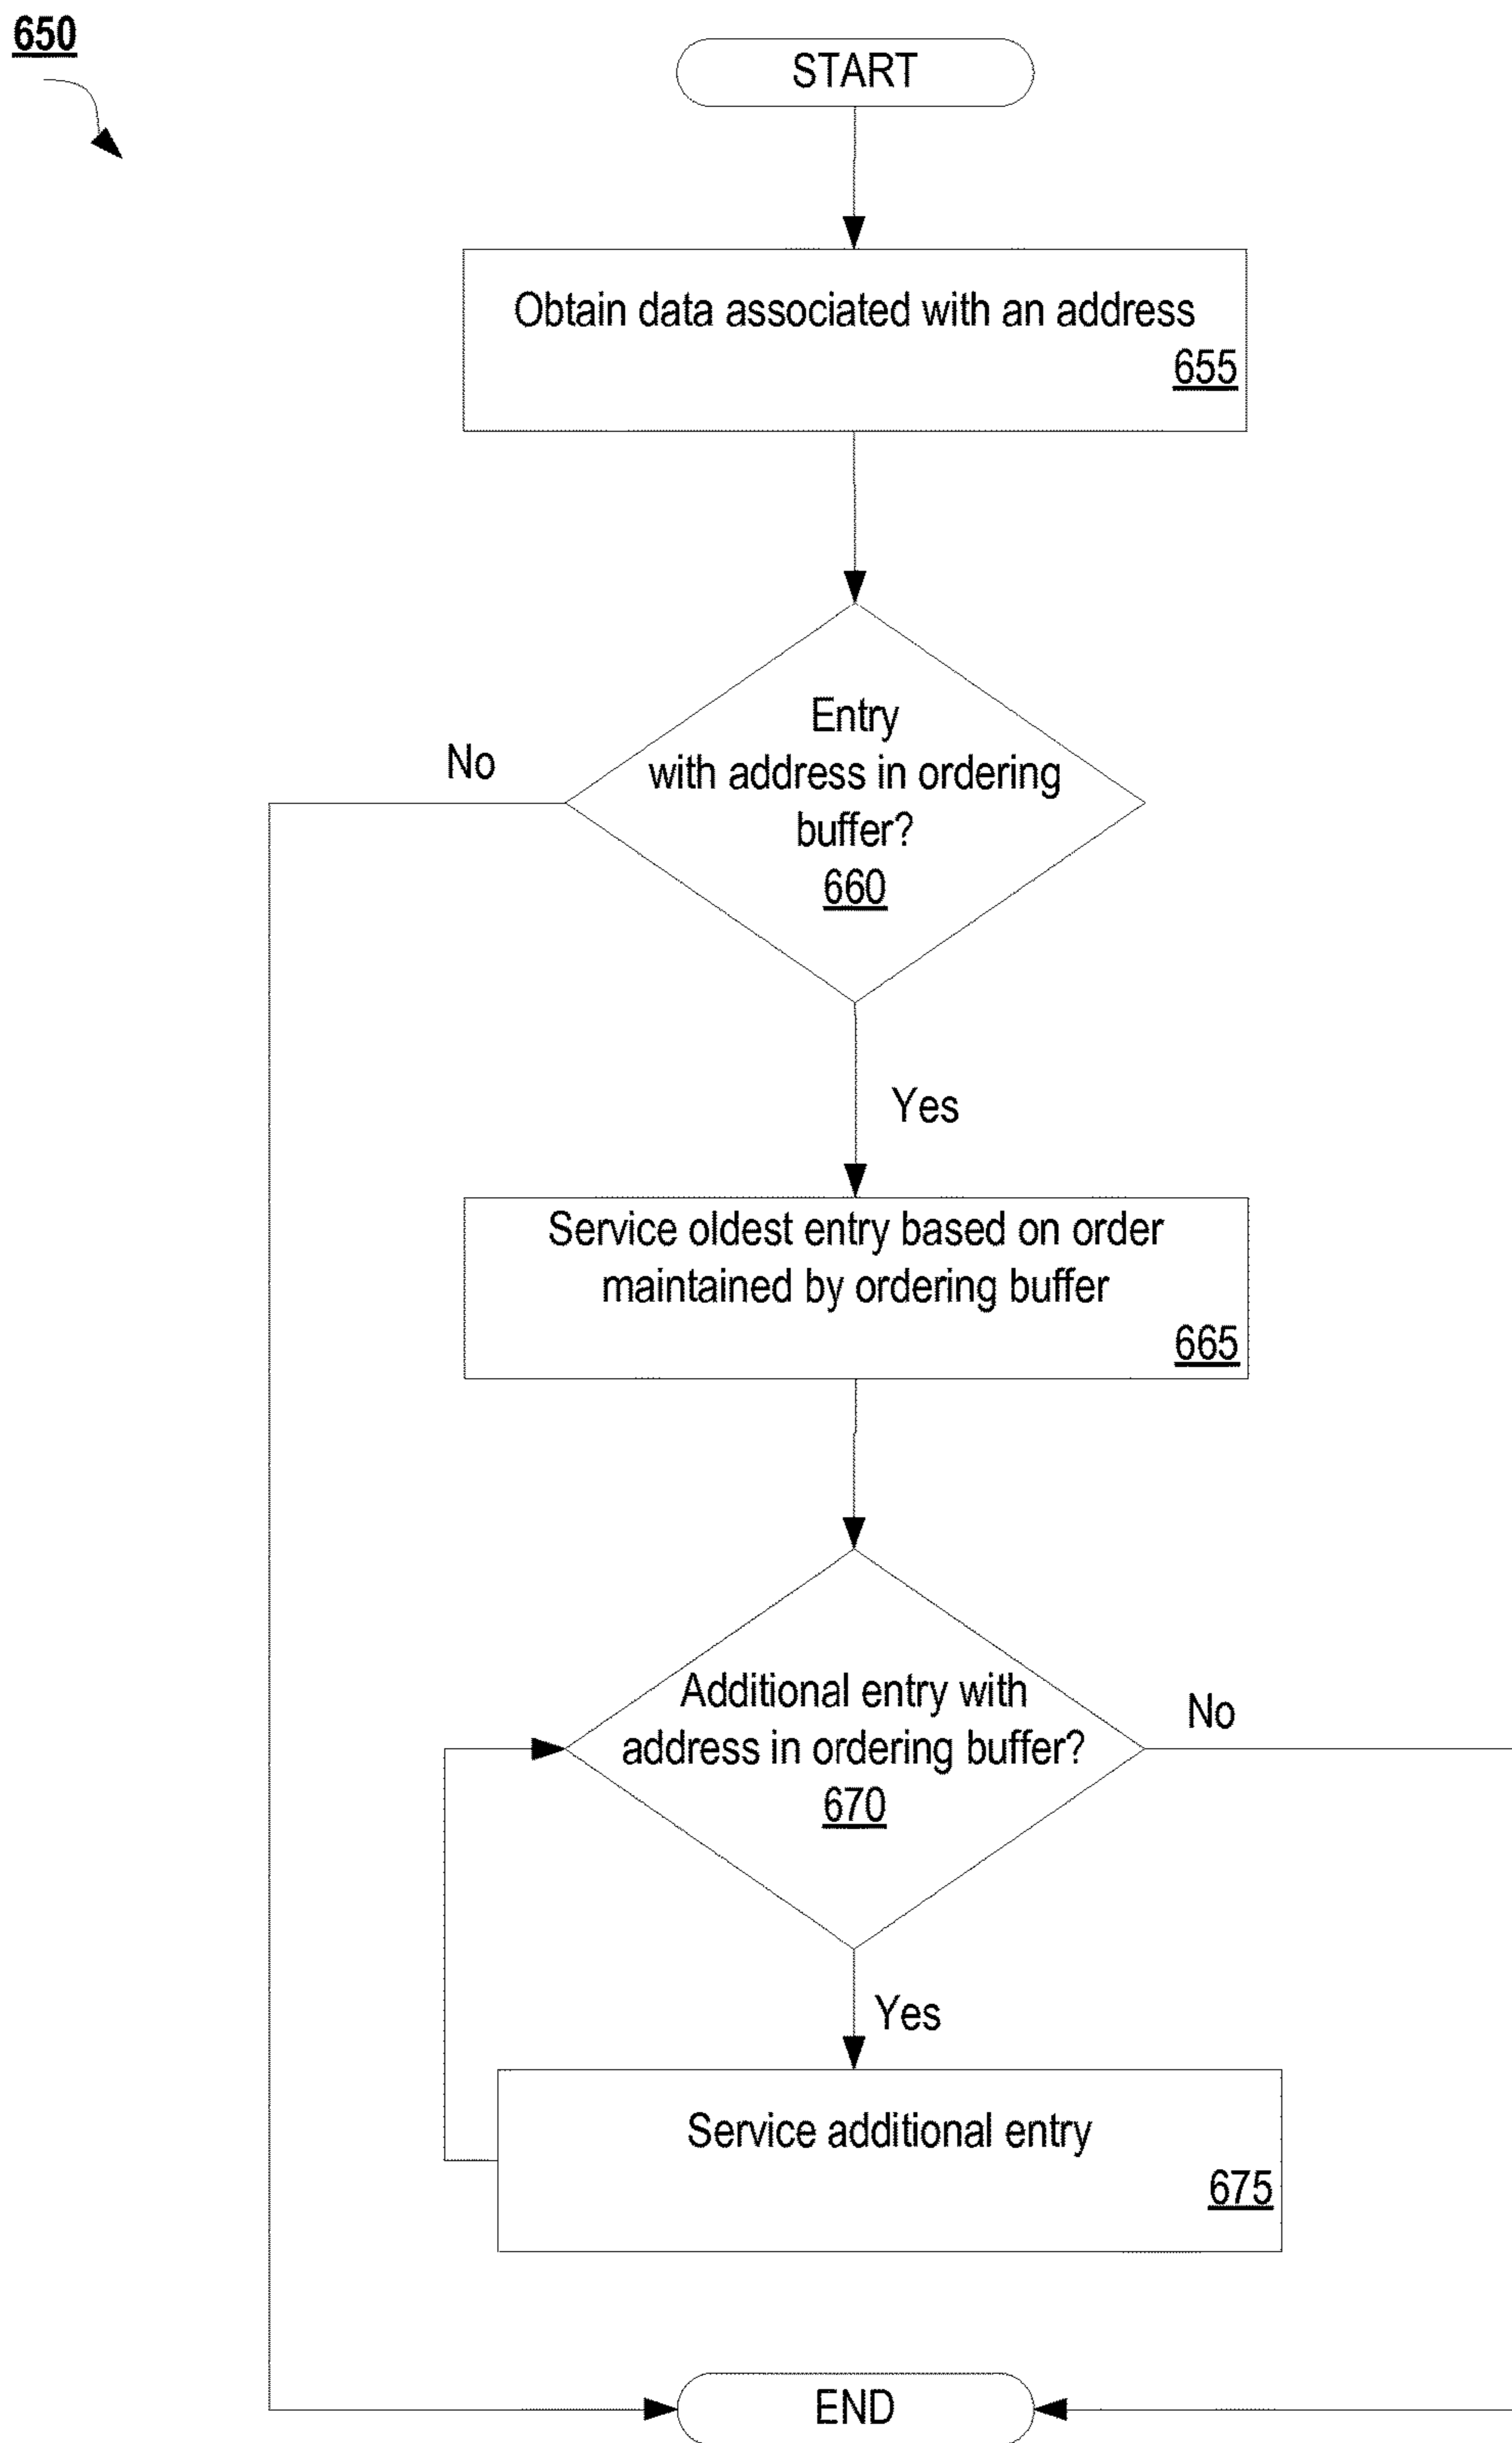 650
START
Obtain data associated with an address
655
Entry
with address in ordering
buffer?
660
No
Yes
Service oldest entry based on order
maintained by ordering buffer
665
Additional entry with
address in ordering buffer?
670
No
Yes
Service additional entry
675
END